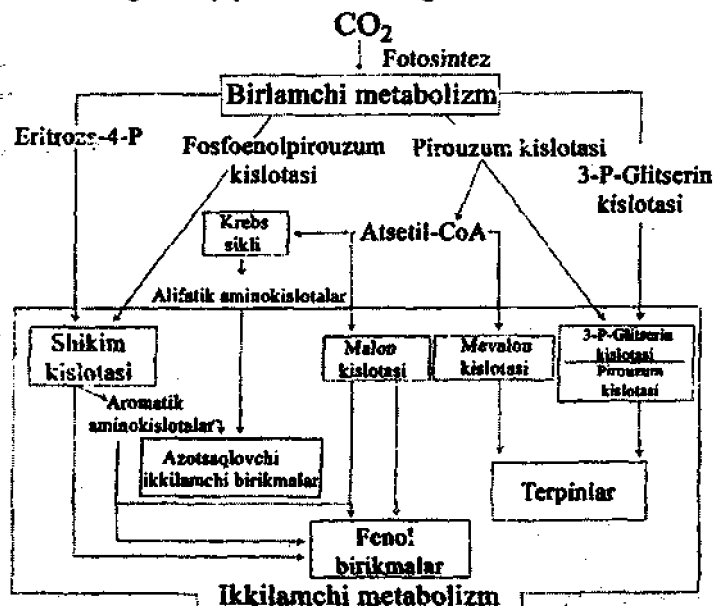 CO₂
Fotosintez
Birlamchi metabolizm
Eritroza-4-P
Fosfoenolpirouzum
kislotasi
Pirouzum kislotasi
3-P-Glitserin
kislotasi
Krebs
sikli
Atsetil-CoA
Alifatik aminokislotalar
Shikim
kislotasi
Malon
kislotasi
Mevalon
kislotasi
3-P-Glitserin
kislotasi
Pirouzum
kislotasi
Aromatik
aminokislotalar
Azotsaqlovchi
ikkilamchi birikmalar
Terpinlar
Fenol
birikmalar
Ikkilamchi metabolizm